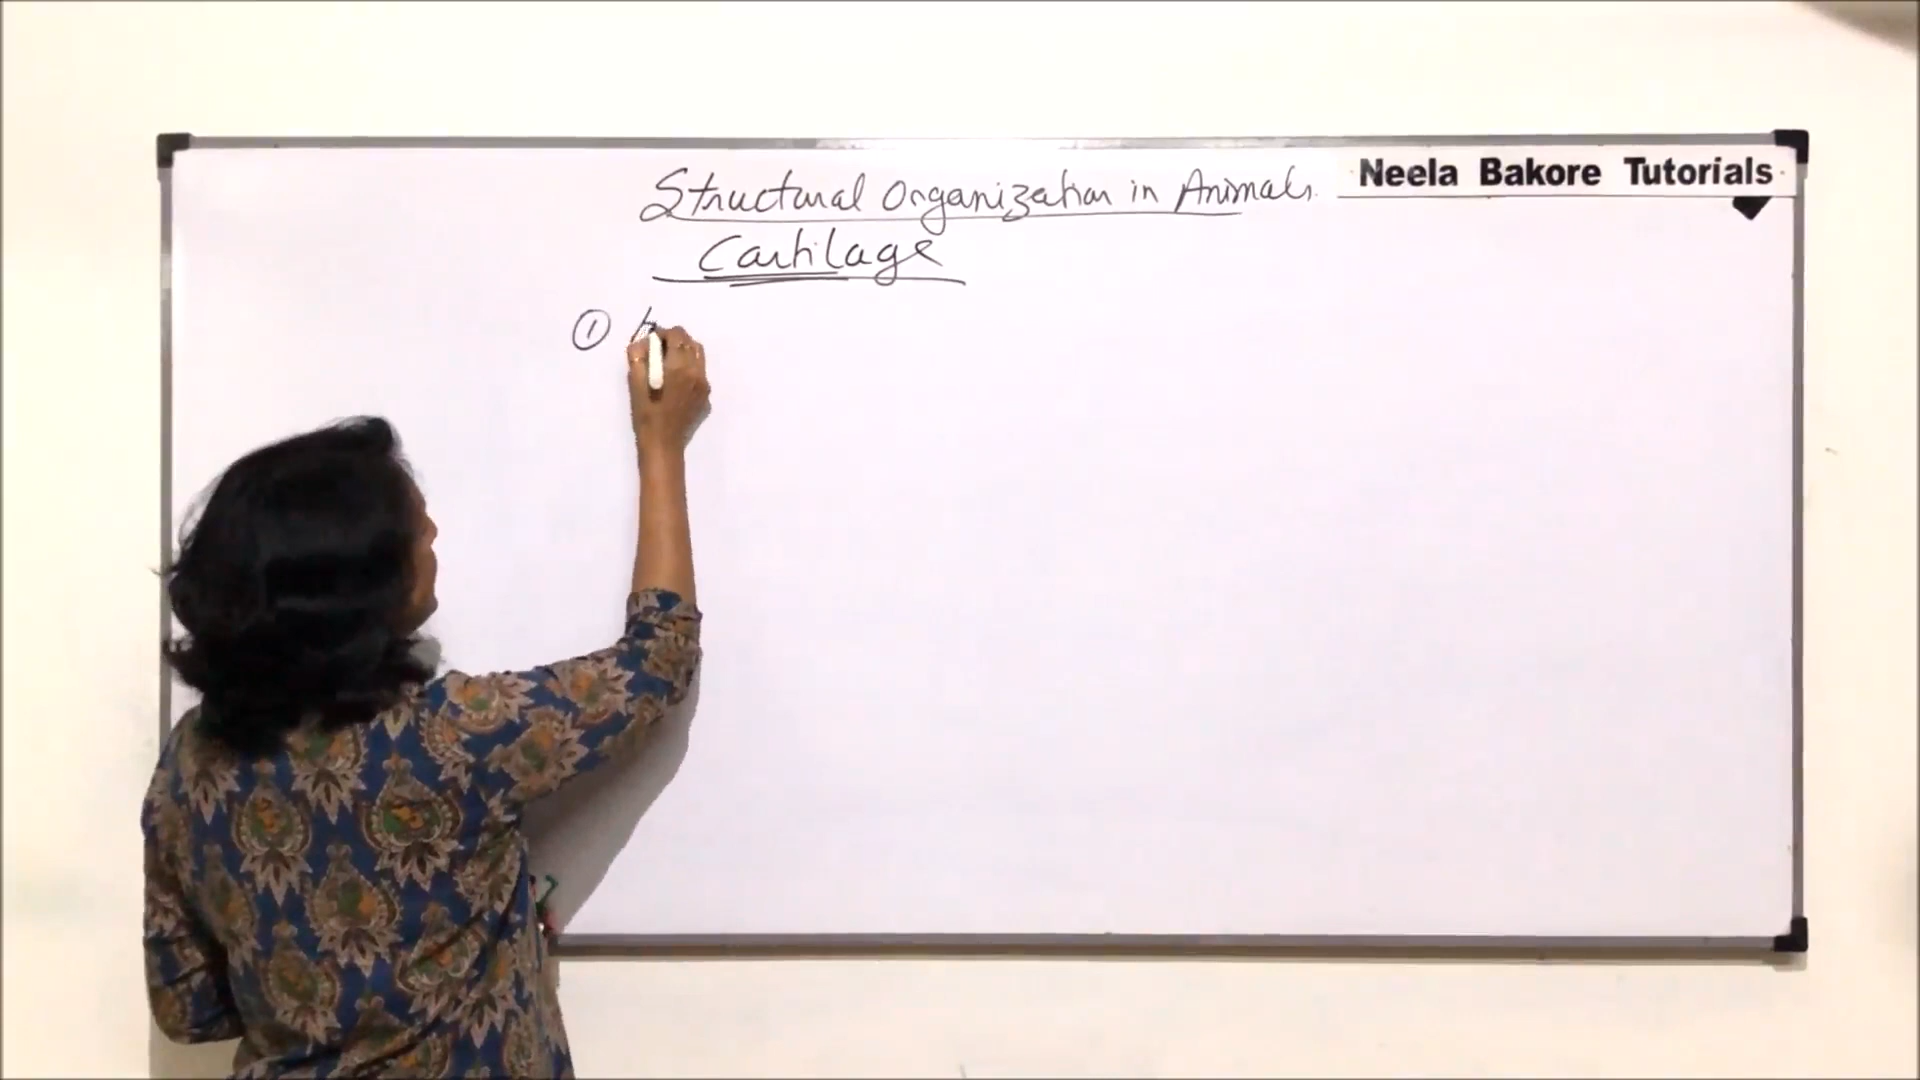 Structural Organization in Animals.
Neela Bakore Tutorials
Cartilage
①